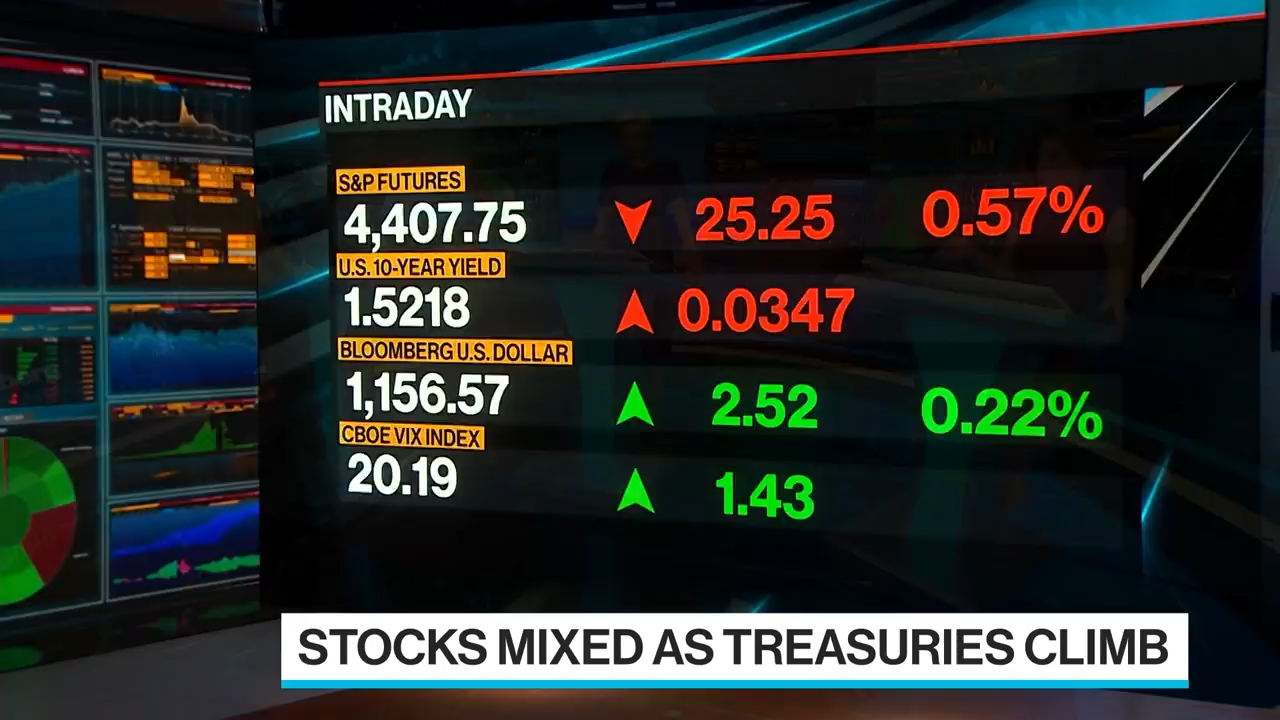 INTRADAY
S&P FUTURES
4,407.75 25.25 0.57%
U.S. 10-YEAR YIELD
1.5218 0.0347
BLOOMBERG U.S. DOLLAR
1,156.57 2.52 0.22%
CBOE VIX INDEX
20.19 1.43
STOCKS MIXED AS TREASURIES CLIMB